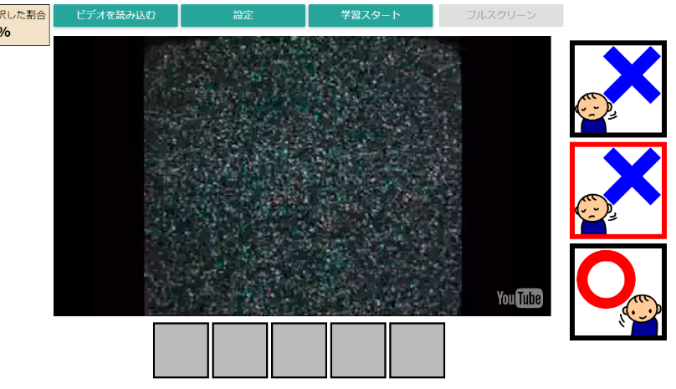 択した割合
%
ビデオを読み込む
設定
学習スタート
フルスクリーン
YouTube